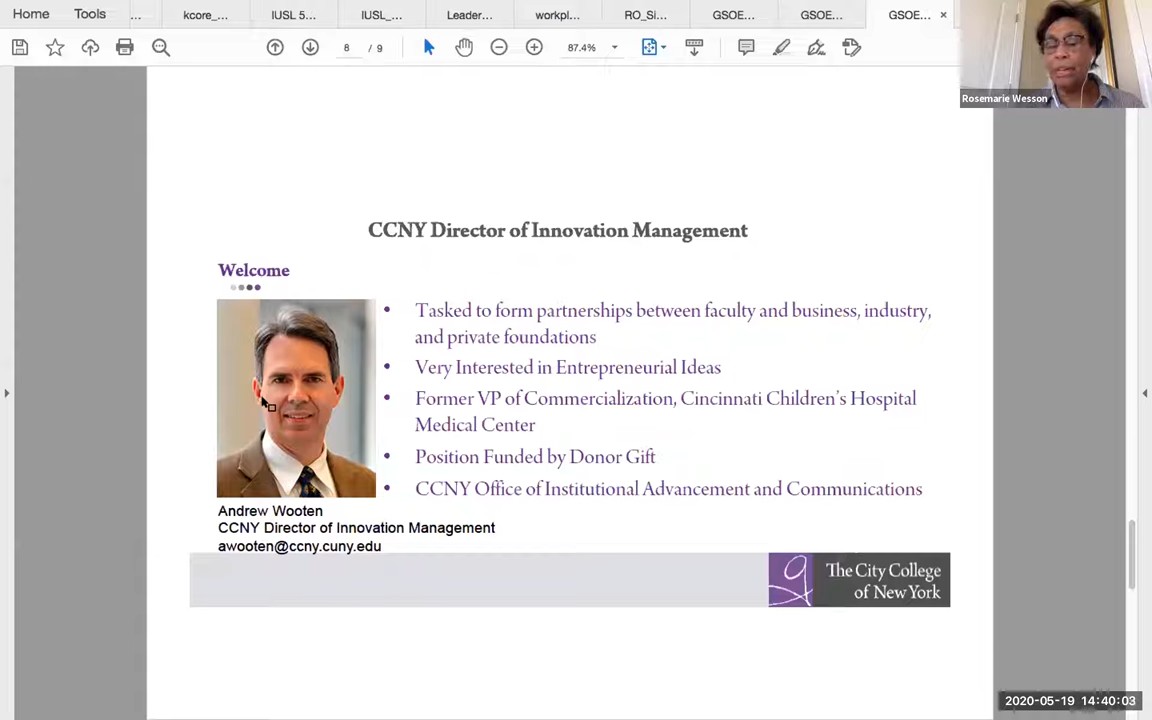 Home
Tools
...
kcore_...
IUSL 5...
IUSL_...
Leader...
workpl...
RO_Si...
GSOE...
GSOE...
GSOE...
8 / 9
87.4%
Rosemarie Wesson
CCNY Director of Innovation Management
Welcome
• Tasked to form partnerships between faculty and business, industry,
and private foundations
• Very Interested in Entrepreneurial Ideas
• Former VP of Commercialization, Cincinnati Children's Hospital
Medical Center
• Position Funded by Donor Gift
• CCNY Office of Institutional Advancement and Communications
Andrew Wooten
CCNY Director of Innovation Management
awooten@ccny.cuny.edu
The City College
of New York
2020-05-19 14:40:03